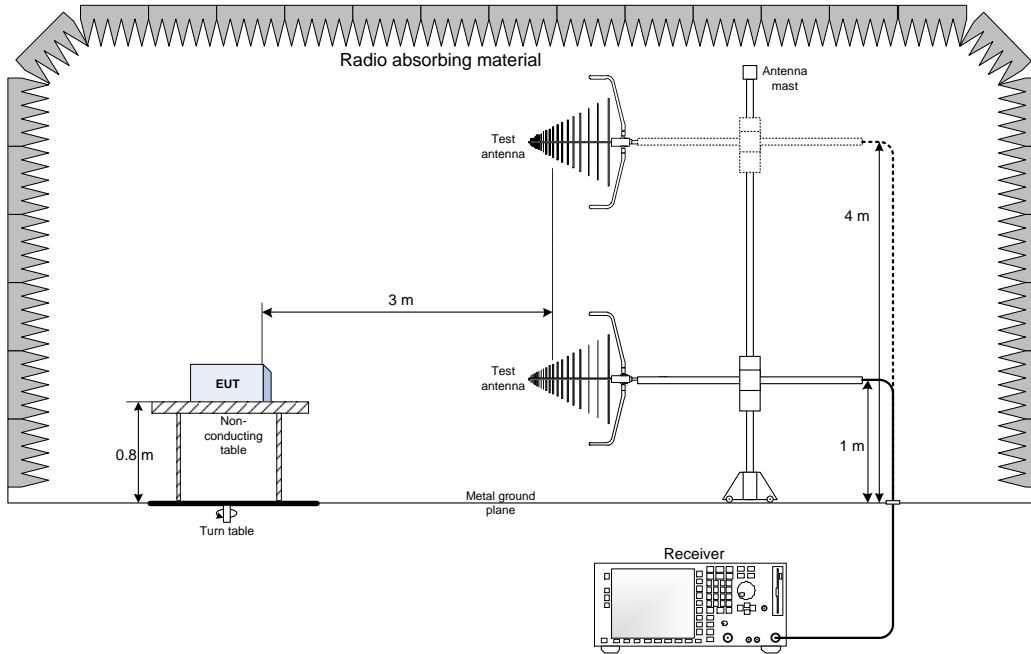 Radio absorbing material
Antenna
mast
Test
antenna
4 m
3 m
Test
antenna
EUT
Non-
conducting
table
0.8 m
1 m
Metal ground
plane
Turn table
Receiver